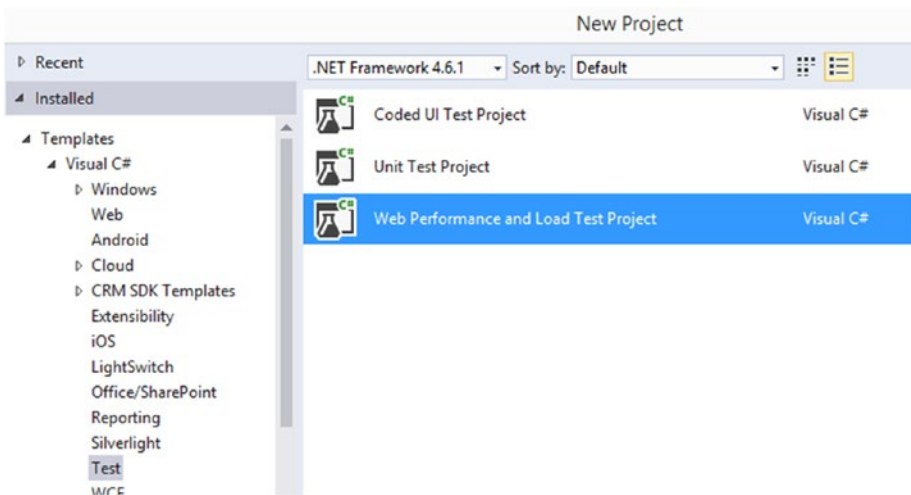 New Project
Recent
.NET Framework 4.6.1 Sort by: Default
Installed
Templates
Visual C#
Windows
Web
Android
Cloud
CRM SDK Templates
Extensibility
iOS
LightSwitch
Office/SharePoint
Reporting
Silverlight
Test
WCF
C# Coded UI Test Project Visual C#
C# Unit Test Project Visual C#
C# Web Performance and Load Test Project Visual C#